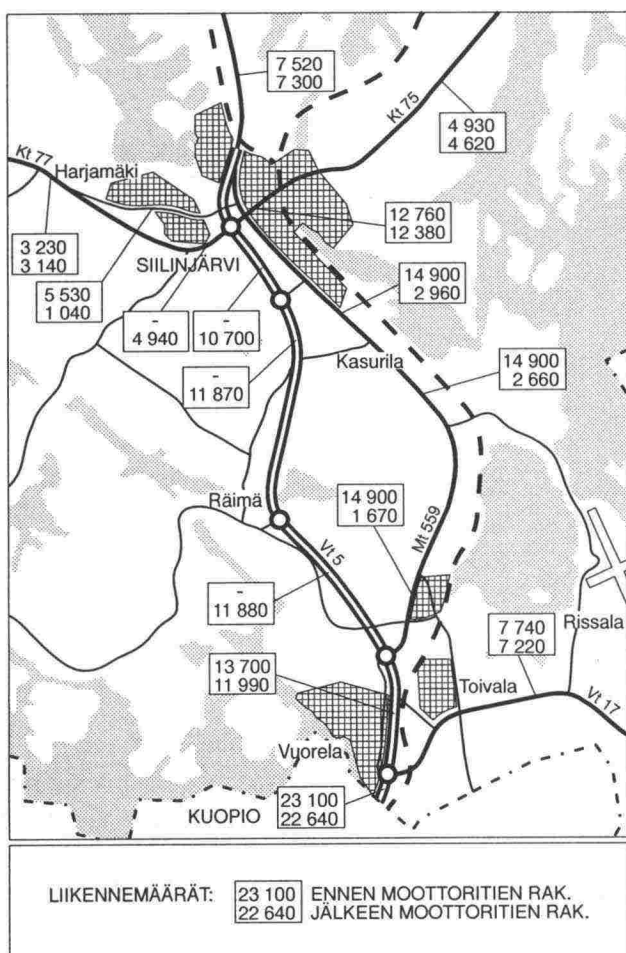 7 520
7 300
Kt 75
4 930
4 620
Kt 77
Harjamäki
12 760
12 380
3 230
3 140
SIILINJÄRVI
5 530
1 040
-
4 940
-
10 700
14 900
2 960
-
11 870
Kasurila
14 900
2 660
Räimä
14 900
1 670
Mt 559
Vt 5
-
11 880
Rissala
7 740
7 220
13 700
11 990
Toivala
Vt 17
Vuorela
KUOPIO
23 100
22 640
LIIKENNEMÄÄRÄT: 23 100 ENNEN MOOTTORITIEN RAK.
22 640 JÄLKEEN MOOTTORITIEN RAK.